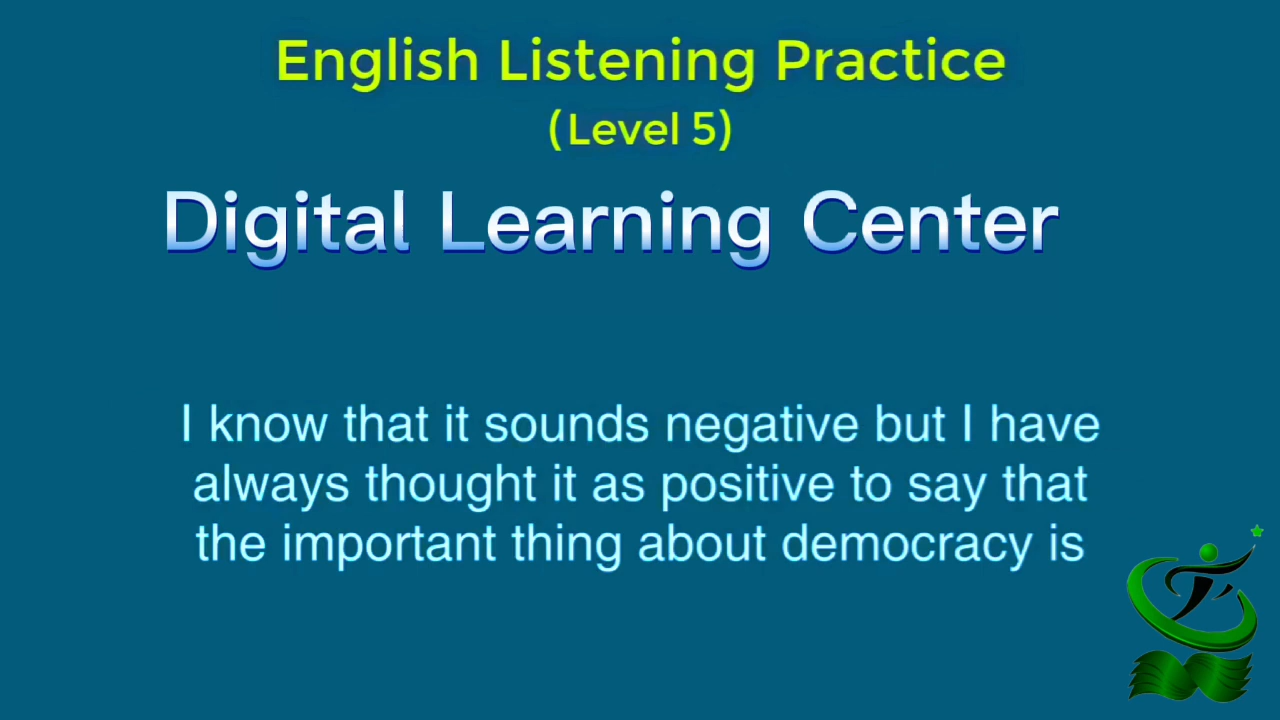 English Listening Practice
(Level 5)
Digital Learning Center
I know that it sounds negative but I have
always thought it as positive to say that
the important thing about democracy is